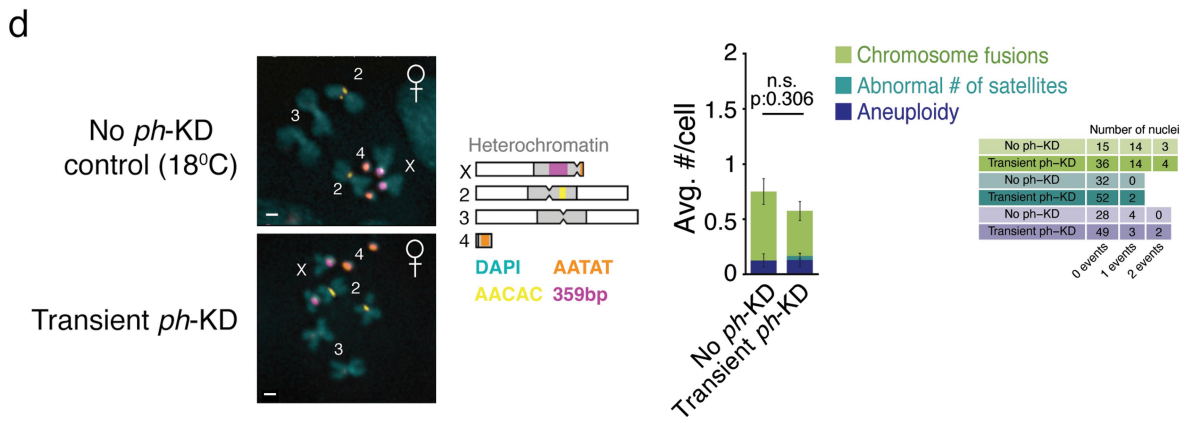 d
No ph-KD
control (18⁰C)
2
3
4
X
2
♀
Transient ph-KD
X
4
2
3
♀
Heterochromatin
X
2
3
4
DAPI AATAT
AACAC 359bp
Avg. #/cell
2
1.5
1
0.5
0
n.s.
p:0.306
No ph-KD
Transient ph-KD
Chromosome fusions
Abnormal # of satellites
Aneuploidy
Number of nuclei
No ph-KD 15 14 3
Transient ph-KD 36 14 4
No ph-KD 32 0
Transient ph-KD 52 2
No ph-KD 28 4 0
Transient ph-KD 49 3 2
0 events
1 events
2 events